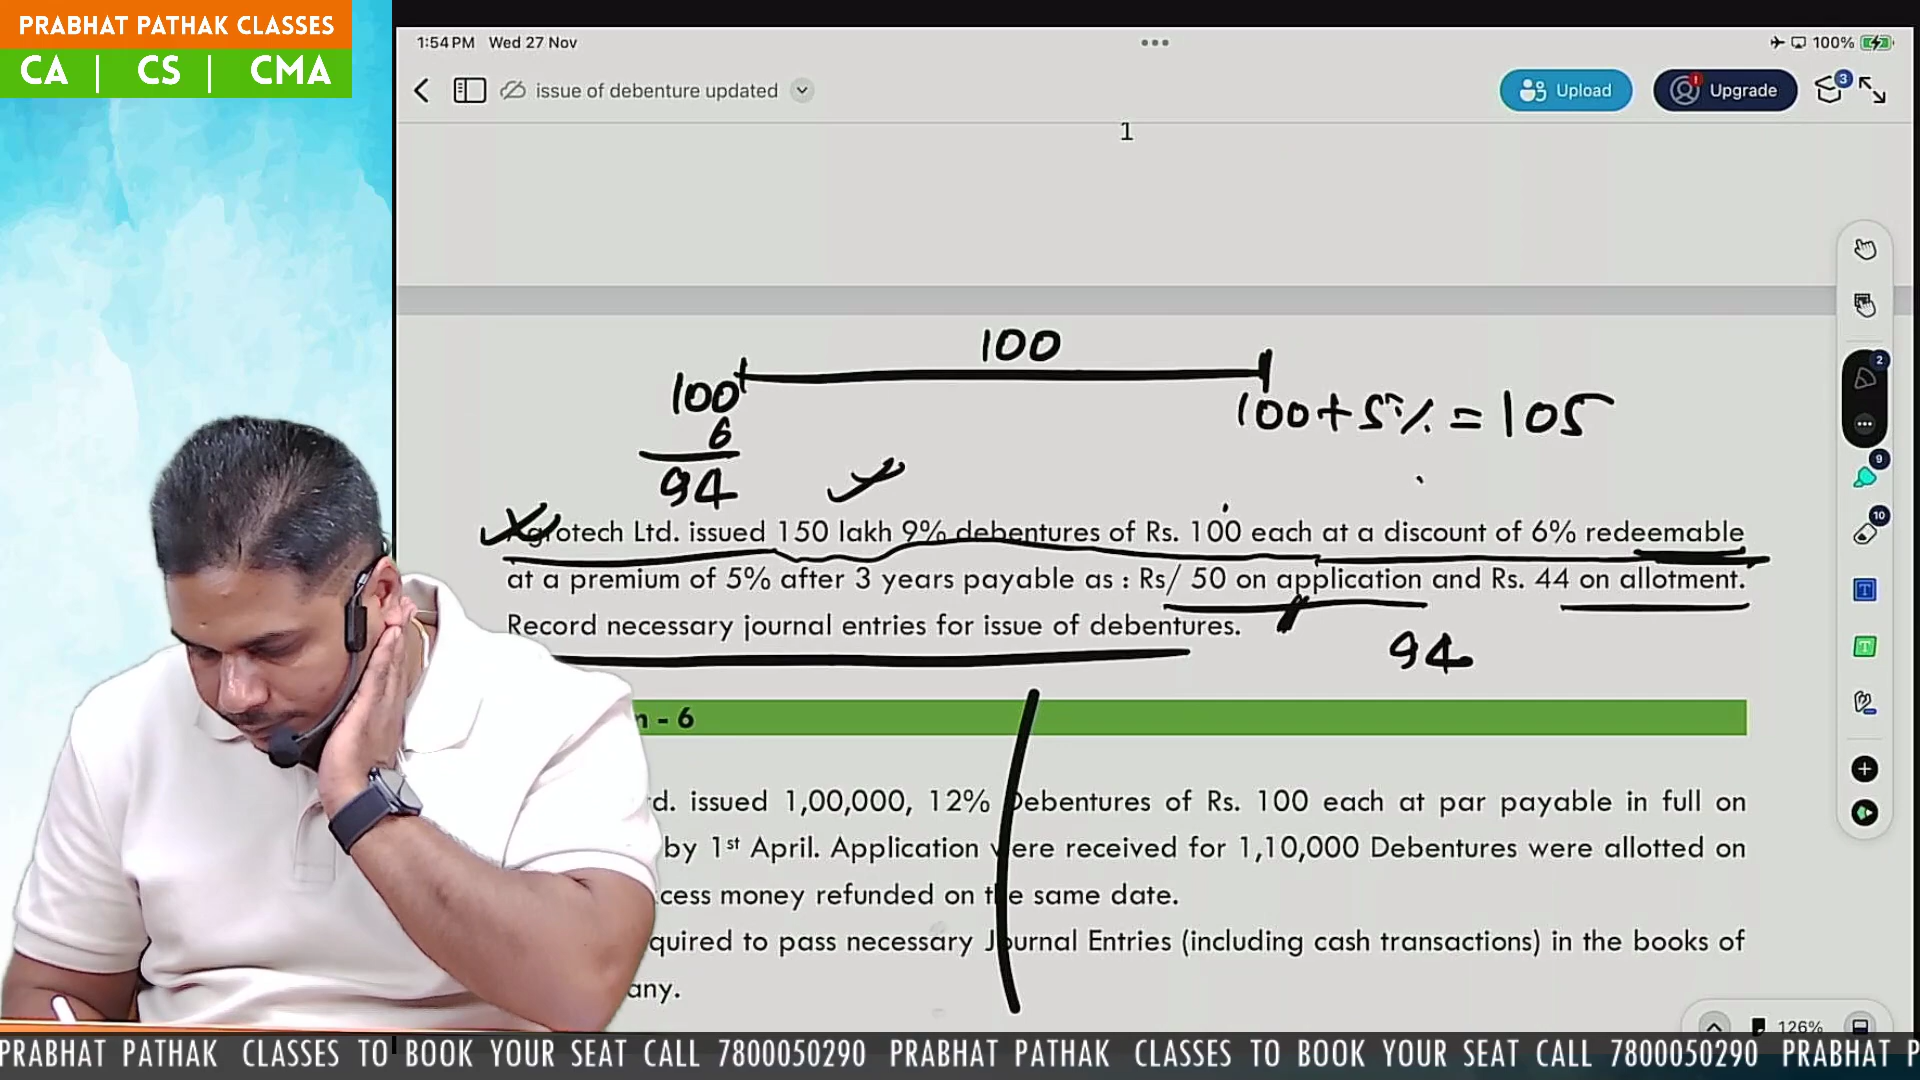 PRABHAT PATHAK CLASSES
CA | CS | CMA
1:54 PM Wed 27 Nov
100%
issue of debenture updated
Upload
Upgrade
3
1
100
100
6
94
100+5% = 105
Agrotech Ltd. issued 150 lakh 9% debentures of Rs. 100 each at a discount of 6% redeemable
at a premium of 5% after 3 years payable as : Rs/ 50 on application and Rs. 44 on allotment.
Record necessary journal entries for issue of debentures.
94
n - 6
d. issued 1,00,000, 12% Debentures of Rs. 100 each at par payable in full on
by 1st April. Application were received for 1,10,000 Debentures were allotted on
cess money refunded on the same date.
quired to pass necessary Journal Entries (including cash transactions) in the books of
any.
2
9
10
T
T
126%
PRABHAT PATHAK CLASSES TO BOOK YOUR SEAT CALL 7800050290 PRABHAT PATHAK CLASSES TO BOOK YOUR SEAT CALL 7800050290 PRABHAT P